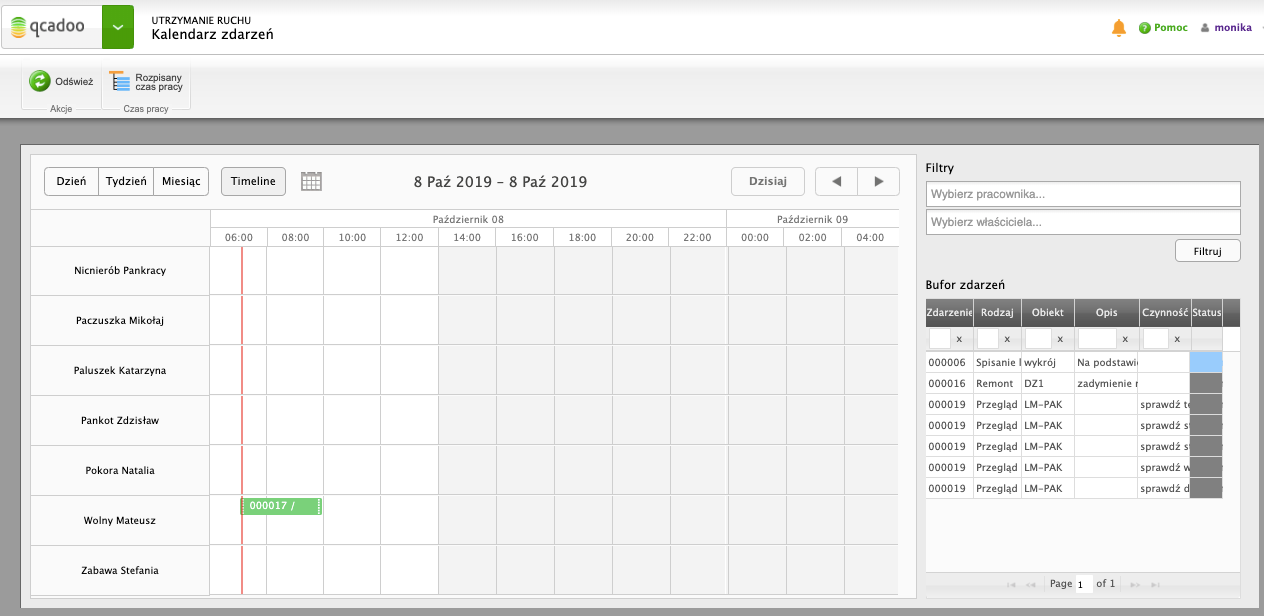 qcadoo
UTRZYMANIE RUCHU
Kalendarz zdarzeń
Pomoc
monika
Odśwież
Akcje
Rozpisany
czas pracy
Czas pracy
Dzień Tydzień Miesiąc Timeline
8 Paź 2019 – 8 Paź 2019
Dzisiaj
Październik 08 Październik 09
06:00 08:00 10:00 12:00 14:00 16:00 18:00 20:00 22:00 00:00 02:00 04:00
Nicnierób Pankracy
Paczuszka Mikołaj
Paluszek Katarzyna
Pankot Zdzisław
Pokora Natalia
Wolny Mateusz
000017 /
Zabawa Stefania
Filtry
Wybierz pracownika...
Wybierz właściciela...
Filtruj
Bufor zdarzeń
Zdarzenie Rodzaj Obiekt Opis Czynność Status
x x x x x
000006 Spisanie wykrój Na podstawi
000016 Remont DZ1 zadymienie
000019 Przegląd LM-PAK sprawdź
000019 Przegląd LM-PAK sprawdź
000019 Przegląd LM-PAK sprawdź
000019 Przegląd LM-PAK sprawdź
000019 Przegląd LM-PAK sprawdź
Page 1 of 1